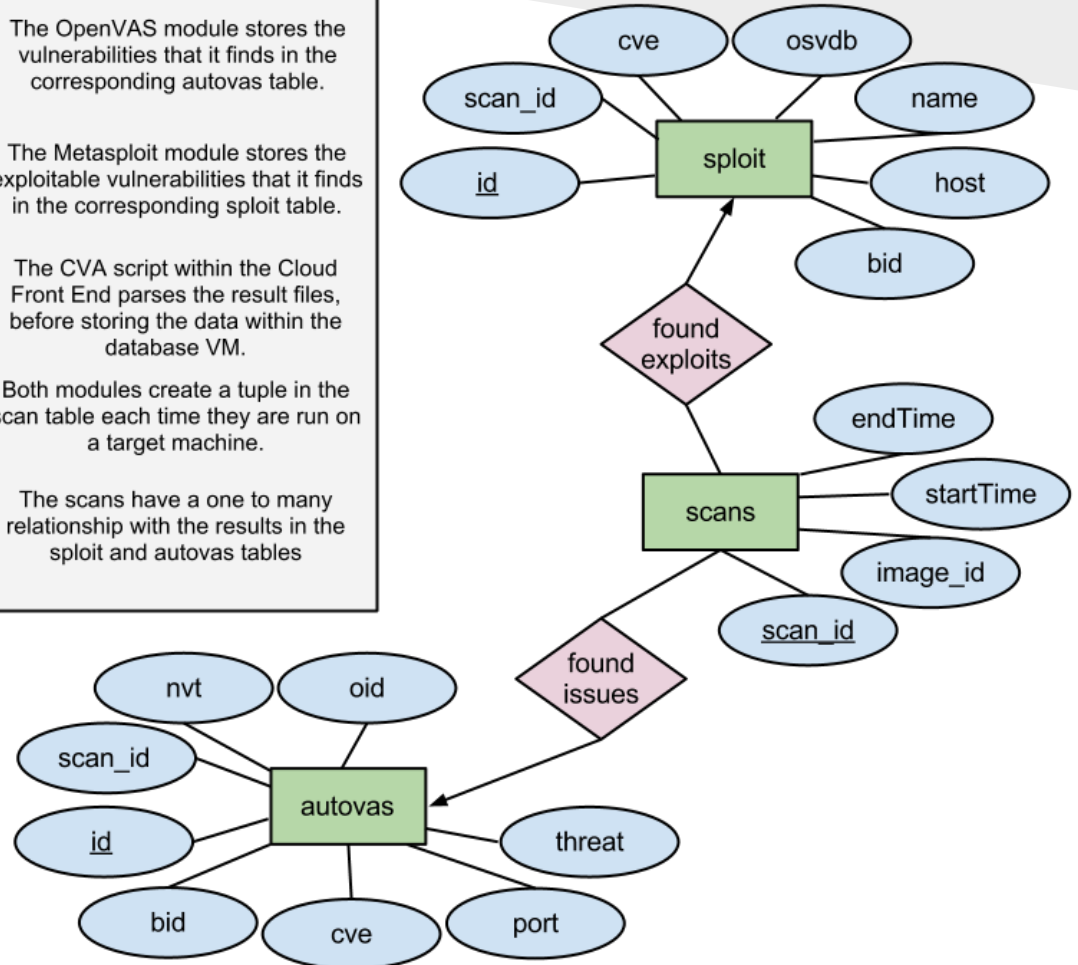 The OpenVAS module stores the
vulnerabilities that it finds in the
corresponding autovas table.
The Metasploit module stores the
exploitable vulnerabilities that it finds
in the corresponding sploit table.
The CVA script within the Cloud
Front End parses the result files,
before storing the data within the
database VM.
Both modules create a tuple in the
scan table each time they are run on
a target machine.
The scans have a one to many
relationship with the results in the
sploit and autovas tables
cve
osvdb
scan_id
name
sploit
id
host
bid
found
exploits
endTime
startTime
scans
image_id
scan_id
found
issues
nvt
oid
scan_id
autovas
id
threat
bid
cve
port